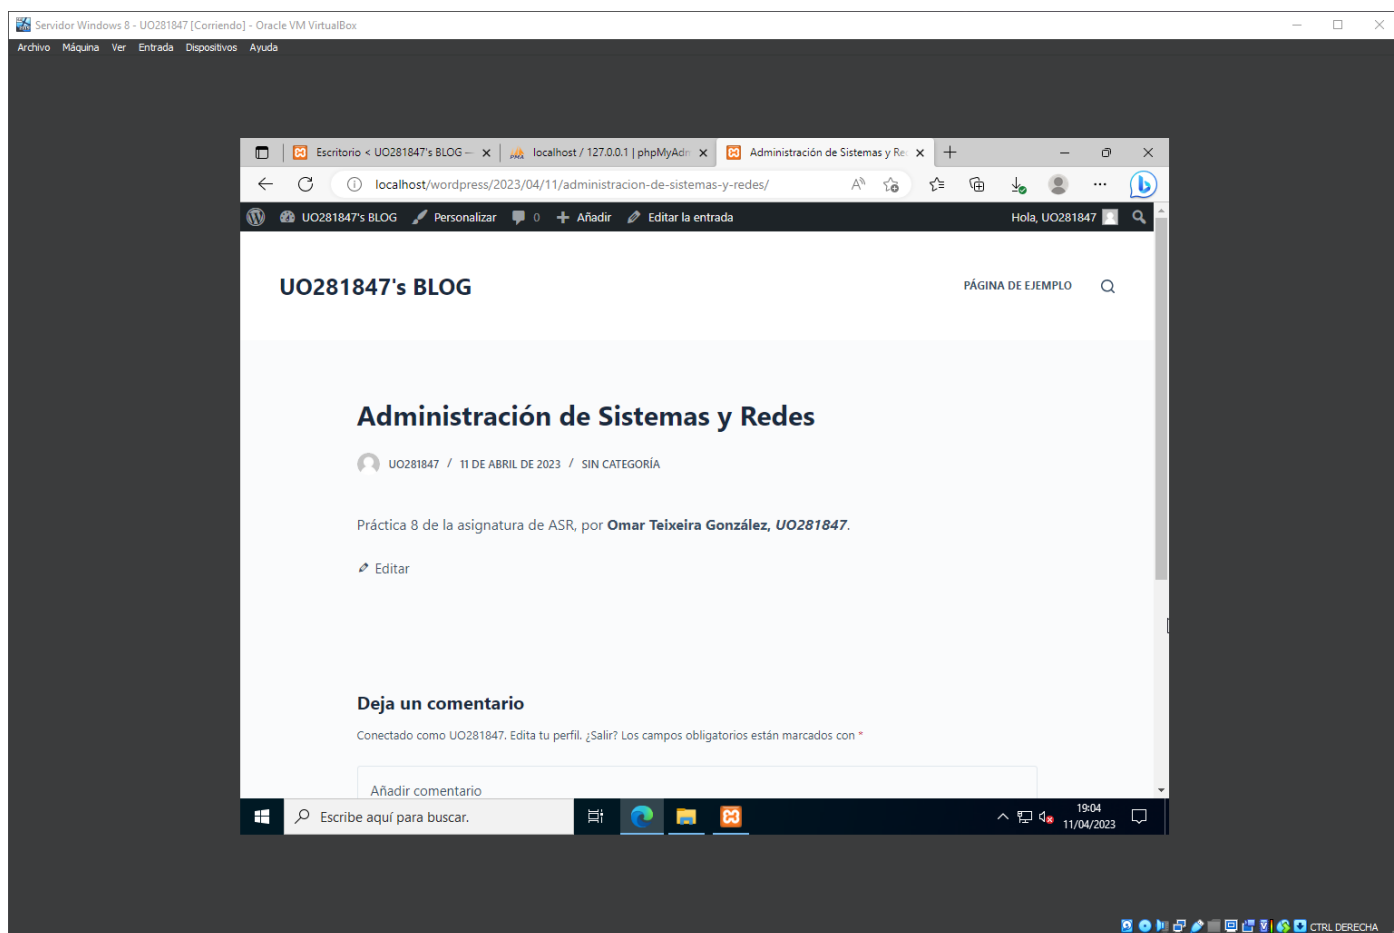 Servidor Windows 8 - UO281847 [Corriendo] - Oracle VM VirtualBox
Archivo Máquina Ver Entrada Dispositivos Ayuda
Escritorio < UO281847's BLOG — localhost / 127.0.0.1 | phpMyAdm Administración de Sistemas y Re
localhost/wordpress/2023/04/11/administracion-de-sistemas-y-redes/
UO281847's BLOG Personalizar 0 Añadir Editar la entrada Hola, UO281847
UO281847's BLOG PÁGINA DE EJEMPLO
Administración de Sistemas y Redes
UO281847 / 11 DE ABRIL DE 2023 / SIN CATEGORÍA
Práctica 8 de la asignatura de ASR, por Omar Teixeira González, UO281847.
Editar
Deja un comentario
Conectado como UO281847. Edita tu perfil. ¿Salir? Los campos obligatorios están marcados con *
Añadir comentario
Escribe aquí para buscar. 19:04
11/04/2023
CTRL DERECHA